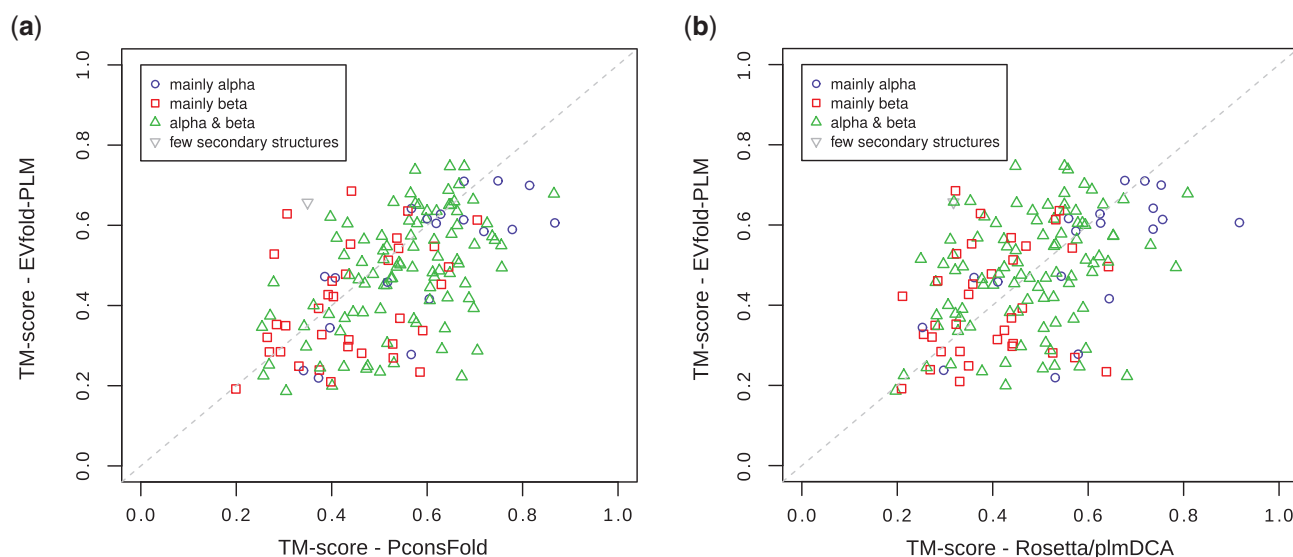 (a)
mainly alpha
mainly beta
alpha & beta
few secondary structures
TM-score - EVfold-PLM
0.0 0.2 0.4 0.6 0.8 1.0
0.0 0.2 0.4 0.6 0.8 1.0
TM-score - PconsFold
(b)
mainly alpha
mainly beta
alpha & beta
few secondary structures
TM-score - EVfold-PLM
0.0 0.2 0.4 0.6 0.8 1.0
0.0 0.2 0.4 0.6 0.8 1.0
TM-score - Rosetta/plmDCA